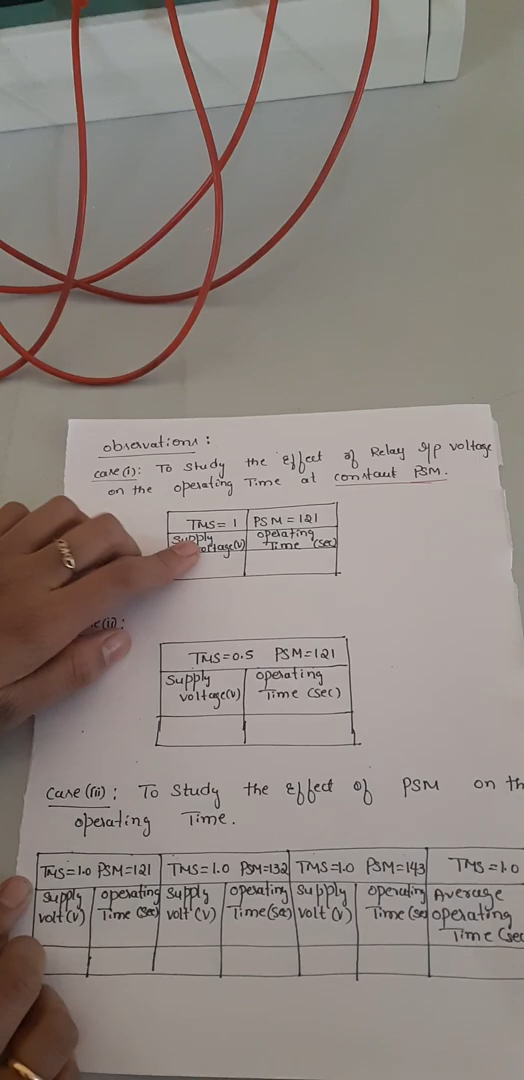 observations:
case(i): To study the effect of Relay I/p voltage
on the operating Time at constant PSM.
TMS=1 PSM=121
supply voltage(V) operating Time (sec)
(ii):
TMS=0.5 PSM=121
supply voltage(V) operating Time (sec)
case(iii): To study the effect of PSM on
operating Time.
TMS=1.0 PSM=121 TMS=1.0 PSM=132 TMS=1.0 PSM=143 TMS=1.0
supply volt(V) operating Time (sec) supply volt(V) operating Time(sec) supply volt(V) operating Time(sec Average operating Time (sec